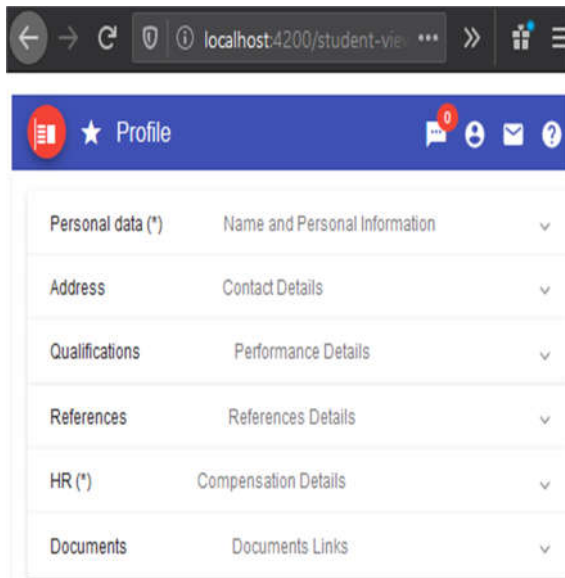 localhost:4200/student-vie
0
Profile
Personal data (*) Name and Personal Information
Address Contact Details
Qualifications Performance Details
References References Details
HR (*) Compensation Details
Documents Documents Links